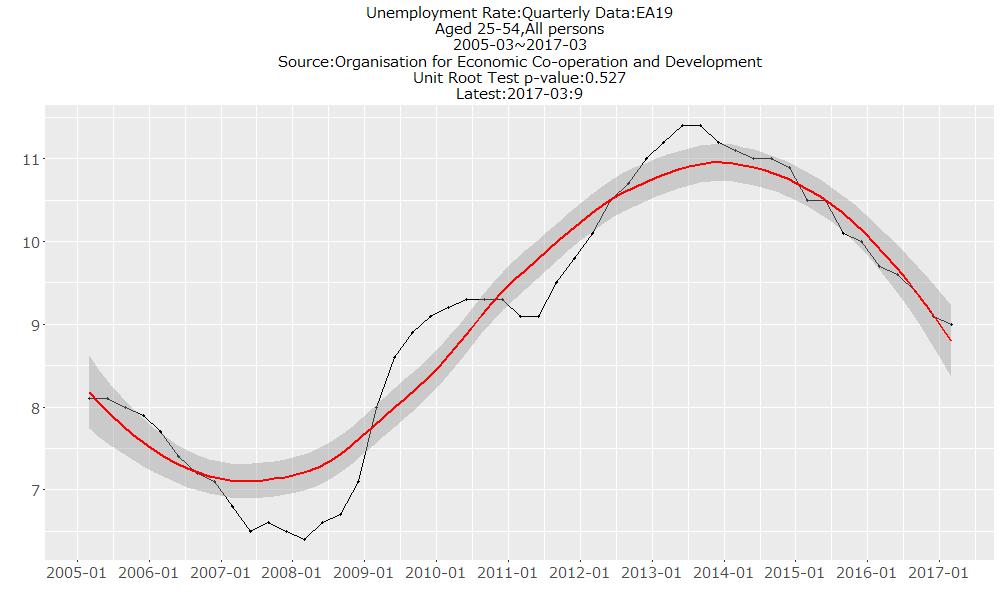 Unemployment Rate:Quarterly Data:EA19
Aged 25-54,All persons
2005-03~2017-03
Source:Organisation for Economic Co-operation and Development
Unit Root Test p-value:0.527
Latest:2017-03:9
11
10
9
8
7
2005-01 2006-01 2007-01 2008-01 2009-01 2010-01 2011-01 2012-01 2013-01 2014-01 2015-01 2016-01 2017-01